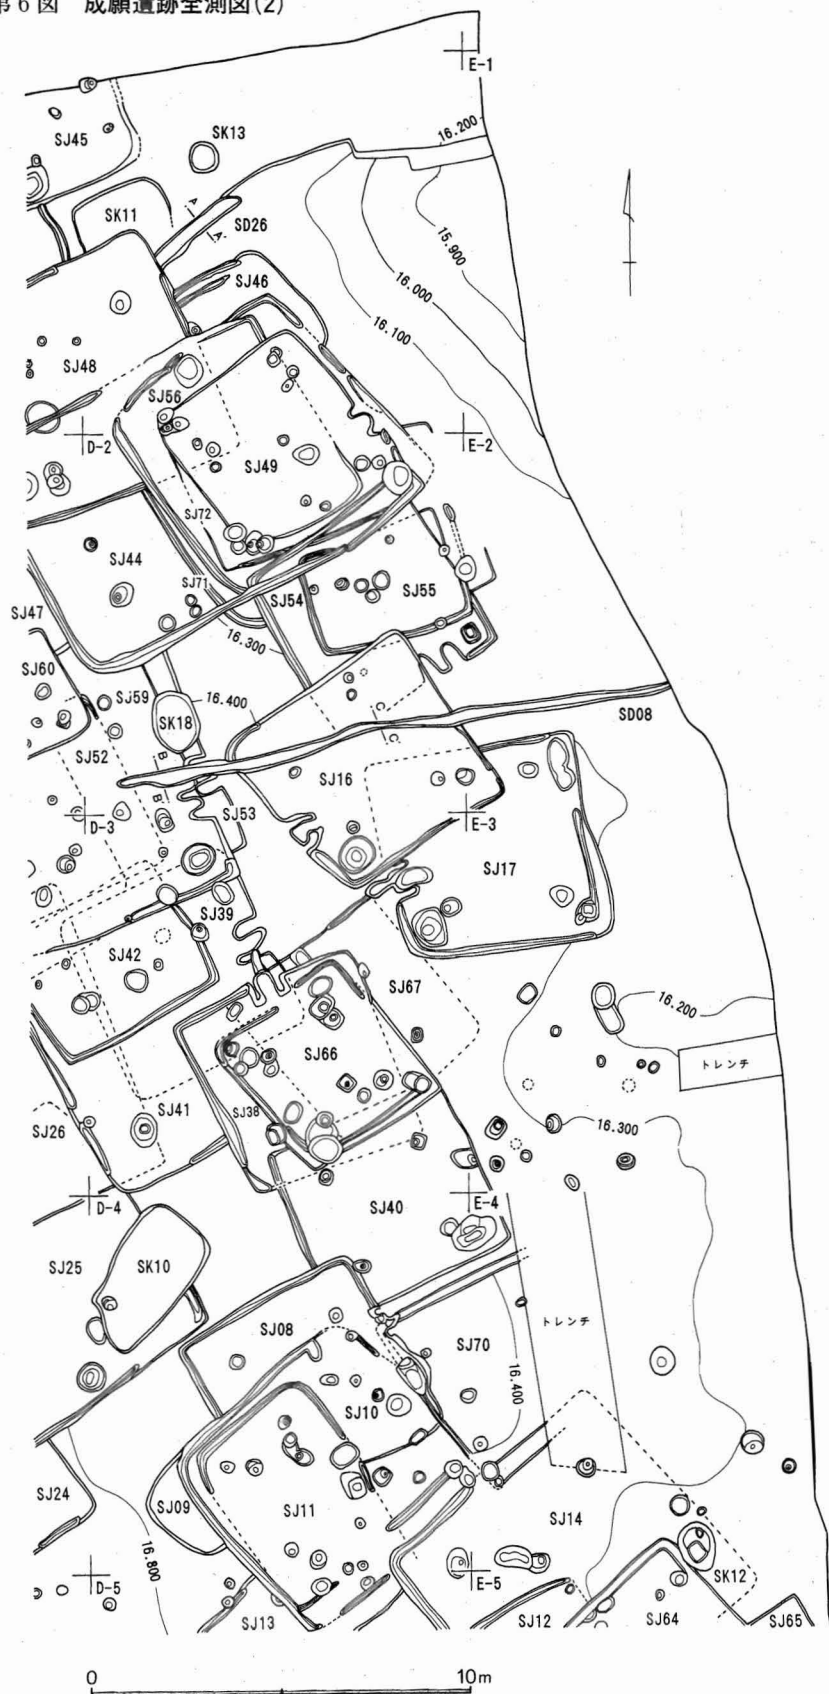 第6図 成願遺跡全測図(2)
E-1
16.200
SJ45
SK13
SK11
A
A'
SD26
15.900
SJ46
16.000
16.100
SJ48
SJ56
D-2
E-2
SJ49
SJ72
SJ44
SJ71
SJ54
SJ55
SJ47
16.300
SJ60
SJ59
16.400
SK18
C
C'
SD08
SJ52
B
B'
SJ16
D-3
SJ53
E-3
SJ17
SJ39
SJ42
SJ67
16.200
SJ66
トレンチ
SJ41
SJ38
SJ26
16.300
D-4
SJ40
E-4
SJ25
SK10
トレンチ
SJ08
SJ70
16.400
SJ10
SJ24
SJ09
SJ11
SJ14
16.800
D-5
E-5
SK12
SJ13
SJ12
SJ64
SJ65
0
10m